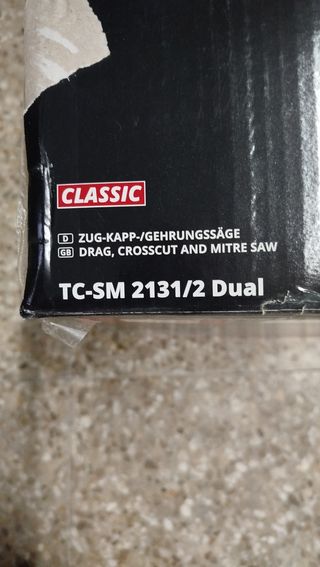 CLASSIC
D ZUG-KAPP-/GEHRUNGSSÄGE
GB DRAG, CROSSCUT AND MITRE SAW
TC-SM 2131/2 Dual